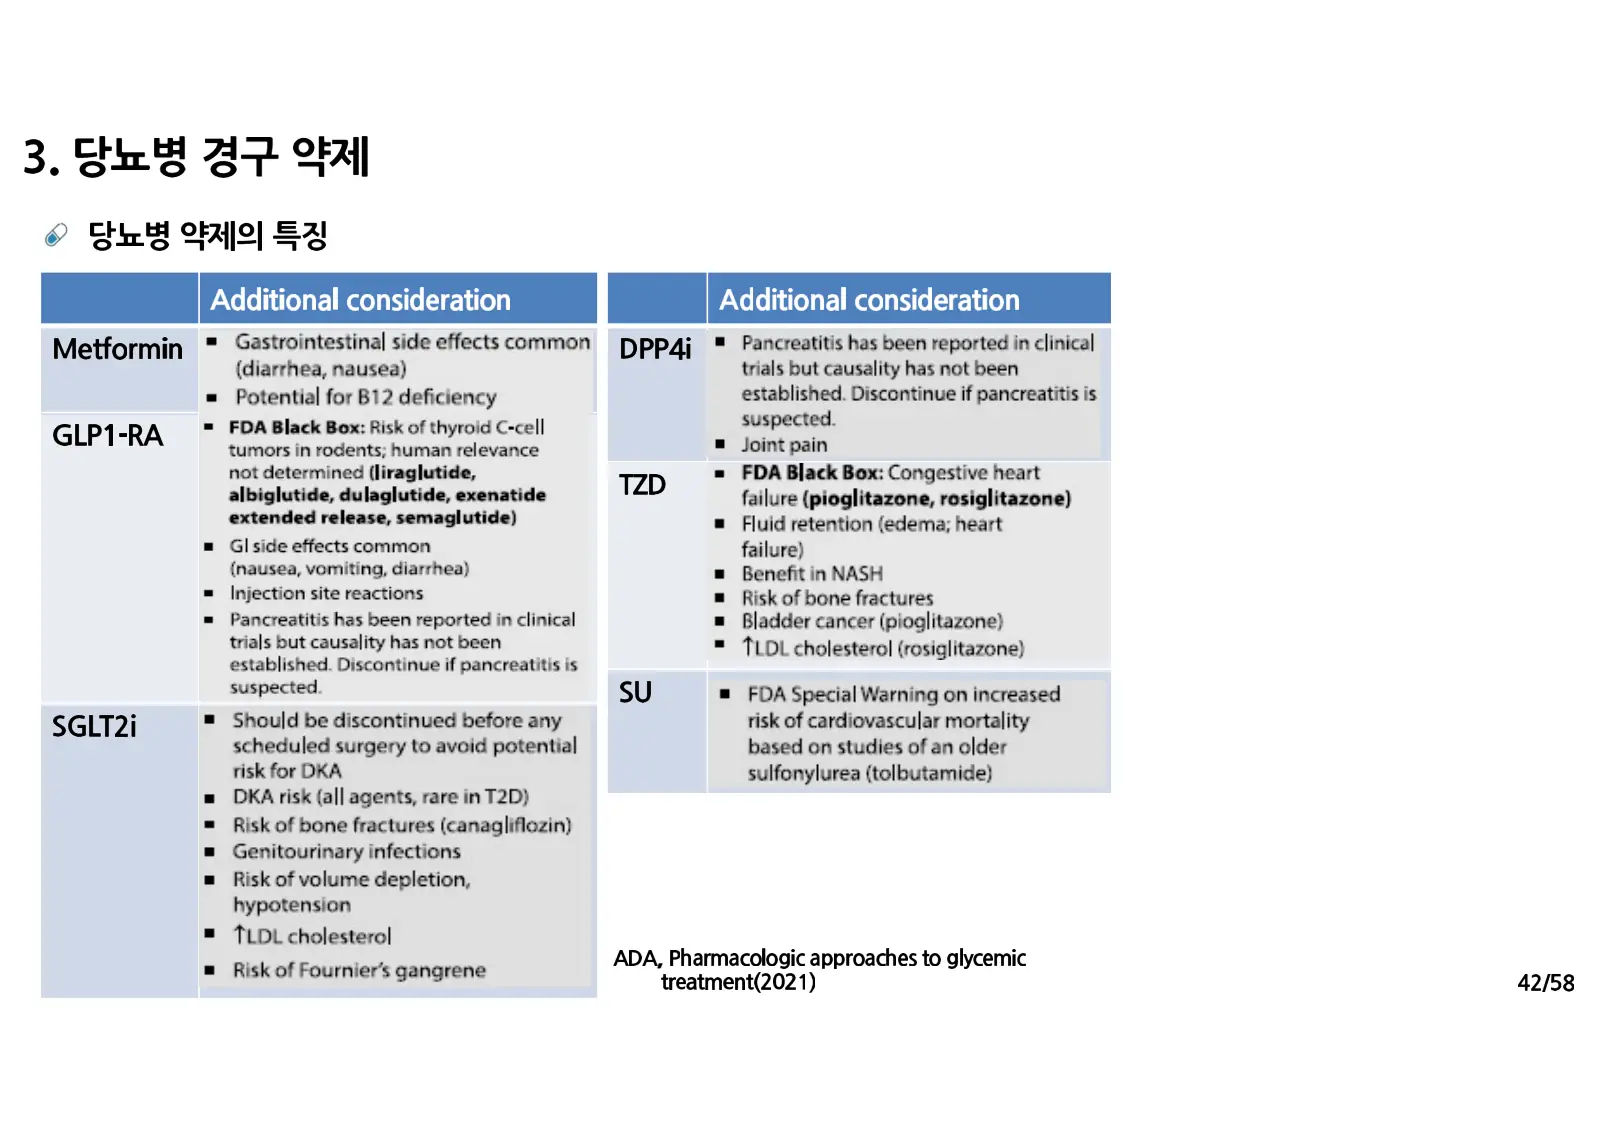 3. 당뇨병 경구 약제
당뇨병 약제의 특징
Additional consideration
Metformin
▪ Gastrointestinal side effects common
(diarrhea, nausea)
▪ Potential for B12 deficiency
GLP1-RA
▪ FDA Black Box: Risk of thyroid C-cell
tumors in rodents; human relevance
not determined (liraglutide,
albiglutide, dulaglutide, exenatide
extended release, semaglutide)
▪ GI side effects common
(nausea, vomiting, diarrhea)
▪ Injection site reactions
▪ Pancreatitis has been reported in clinical
trials but causality has not been
established. Discontinue if pancreatitis is
suspected.
SGLT2i
▪ Should be discontinued before any
scheduled surgery to avoid potential
risk for DKA
▪ DKA risk (all agents, rare in T2D)
▪ Risk of bone fractures (canagliflozin)
▪ Genitourinary infections
▪ Risk of volume depletion,
hypotension
▪ ↑LDL cholesterol
▪ Risk of Fournier's gangrene
Additional consideration
DPP4i
▪ Pancreatitis has been reported in clinical
trials but causality has not been
established. Discontinue if pancreatitis is
suspected.
▪ Joint pain
TZD
▪ FDA Black Box: Congestive heart
failure (pioglitazone, rosiglitazone)
▪ Fluid retention (edema; heart
failure)
▪ Benefit in NASH
▪ Risk of bone fractures
▪ Bladder cancer (pioglitazone)
▪ ↑LDL cholesterol (rosiglitazone)
SU
▪ FDA Special Warning on increased
risk of cardiovascular mortality
based on studies of an older
sulfonylurea (tolbutamide)
ADA, Pharmacologic approaches to glycemic
treatment(2021)
42/58